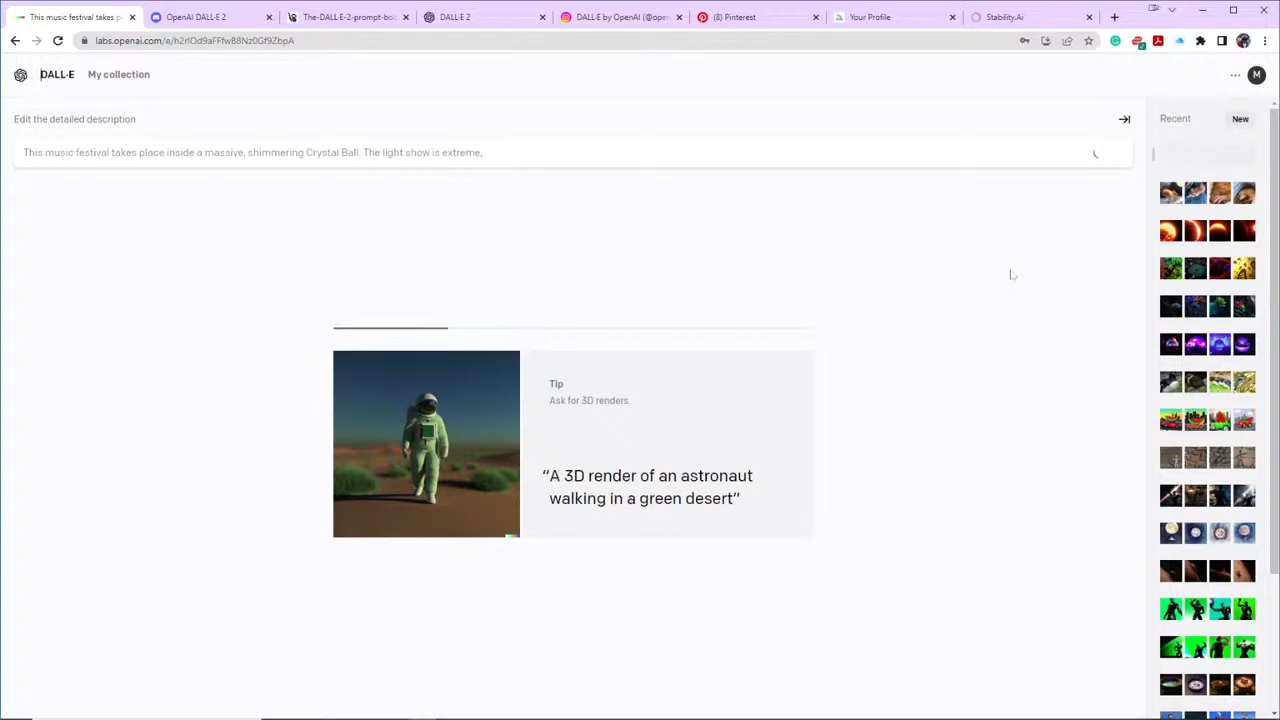 This music festival takes p
OpenAI DALL·E 2
The-DALL-E-2-prompt-bo
DALL·E 2
DALL·E by OpenAI (@open
(8) Pinterest
Your Profile
Stability.Ai
labs.openai.com/e/h2rIOd9aFFfwB8Nz0Gf9ZbpA
DALL·E
My collection
M
Edit the detailed description
Recent
New
This music festival takes place inside a massive, shimmering Crystal Ball. The light show is extreme,
Tip
Ask for 3D renders.
“A 3D render of an astronaut
walking in a green desert”